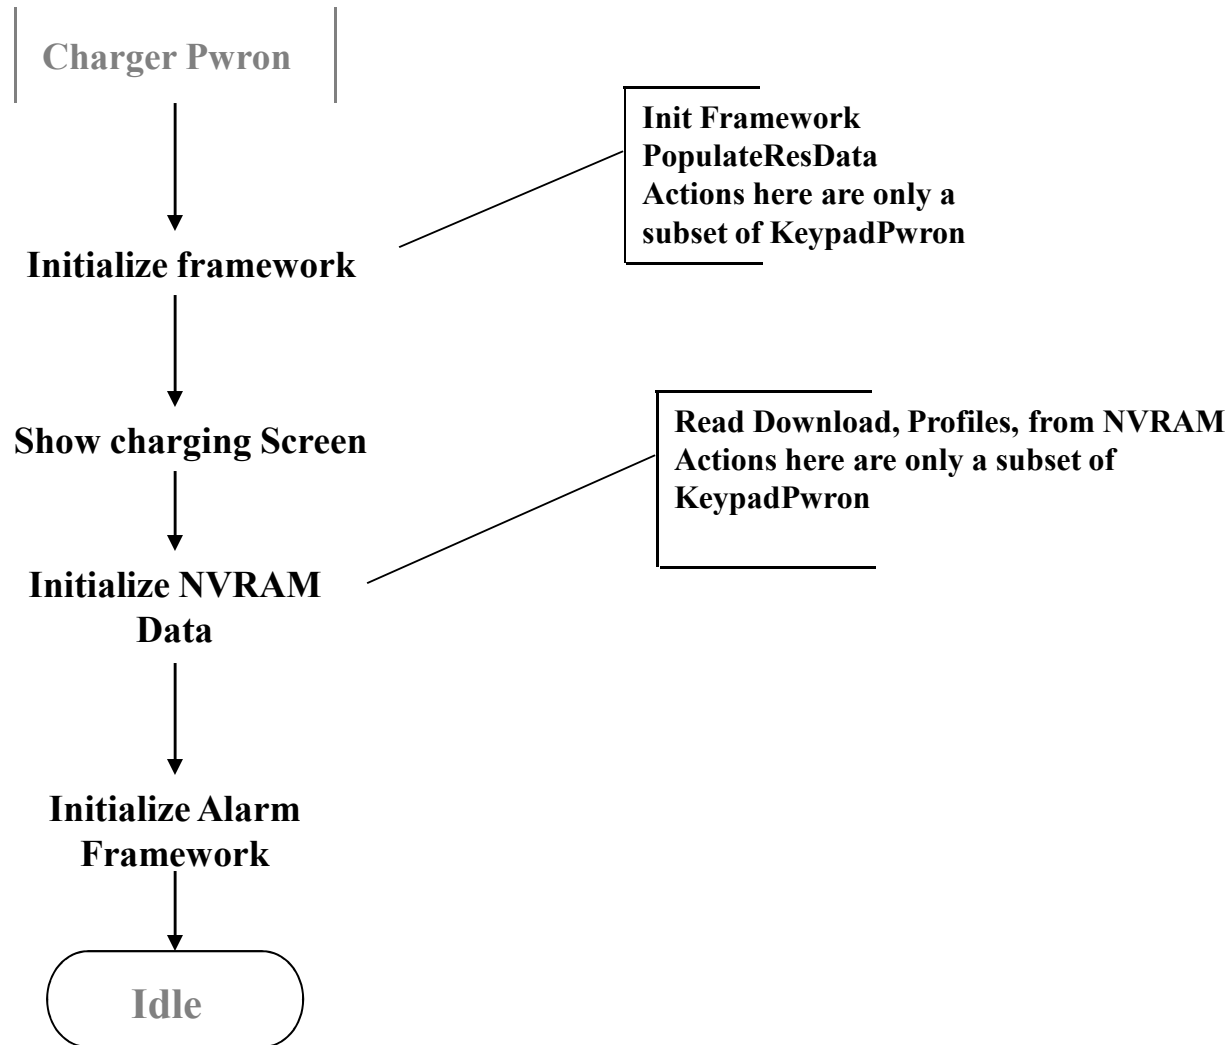 Charger Pwron
Init Framework
PopulateResData
Actions here are only a
subset of KeypadPwron
Initialize framework
Show charging Screen
Read Download, Profiles, from NVRAM
Actions here are only a subset of
KeypadPwron
Initialize NVRAM
Data
Initialize Alarm
Framework
Idle